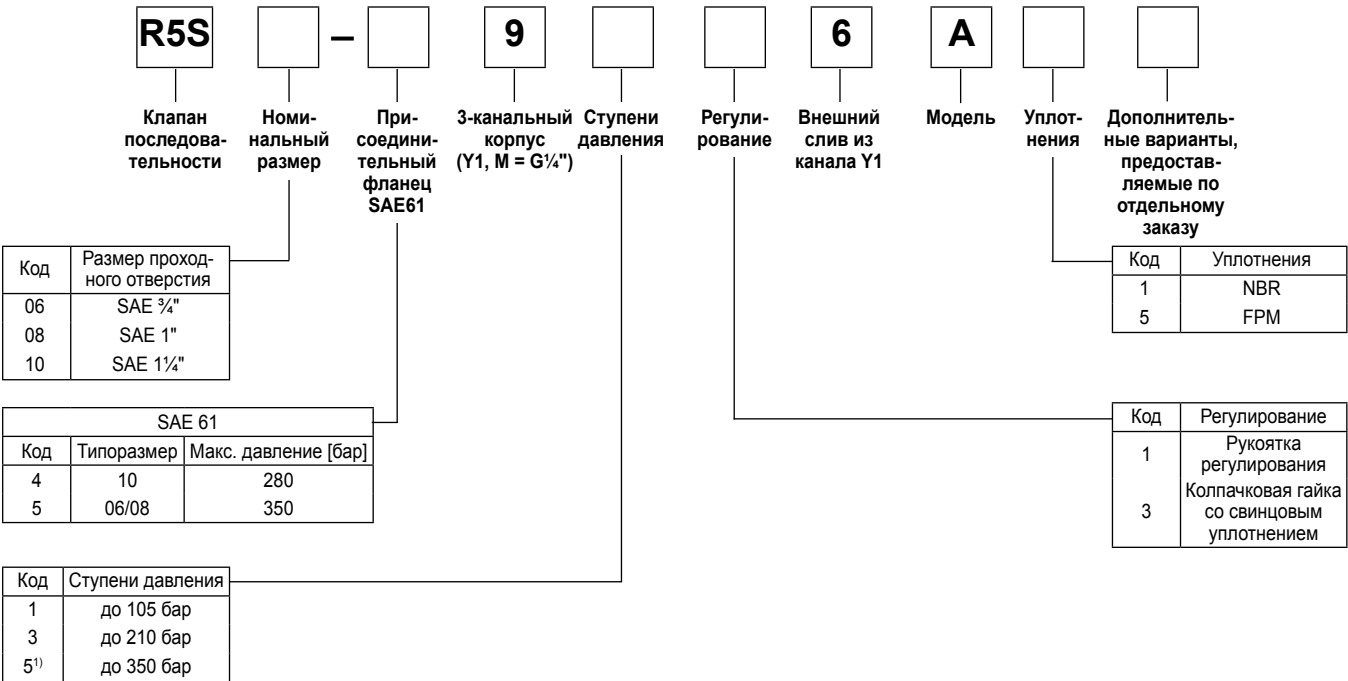 R5S – 9 6 A
Клапан
последова-
тельности
Номи-
нальный
размер
При-
соедини-
тельный
фланец
SAE61
3-канальный
корпус
(Y1, M = G¼")
Ступени
давления
Регули-
рование
Внешний
слив из
канала Y1
Модель
Уплот-
нения
Дополнитель-
ные варианты,
предостав-
ляемые по
отдельному
заказу
Код Размер проход-
ного отверстия
06 SAE ¾"
08 SAE 1"
10 SAE 1¼"
Код Уплотнения
1 NBR
5 FPM
SAE 61
Код Типоразмер Макс. давление [бар]
4 10 280
5 06/08 350
Код Регулирование
1 Рукоятка
регулирования
3 Колпачковая гайка
со свинцовым
уплотнением
Код Ступени давления
1 до 105 бар
3 до 210 бар
5¹⁾ до 350 бар